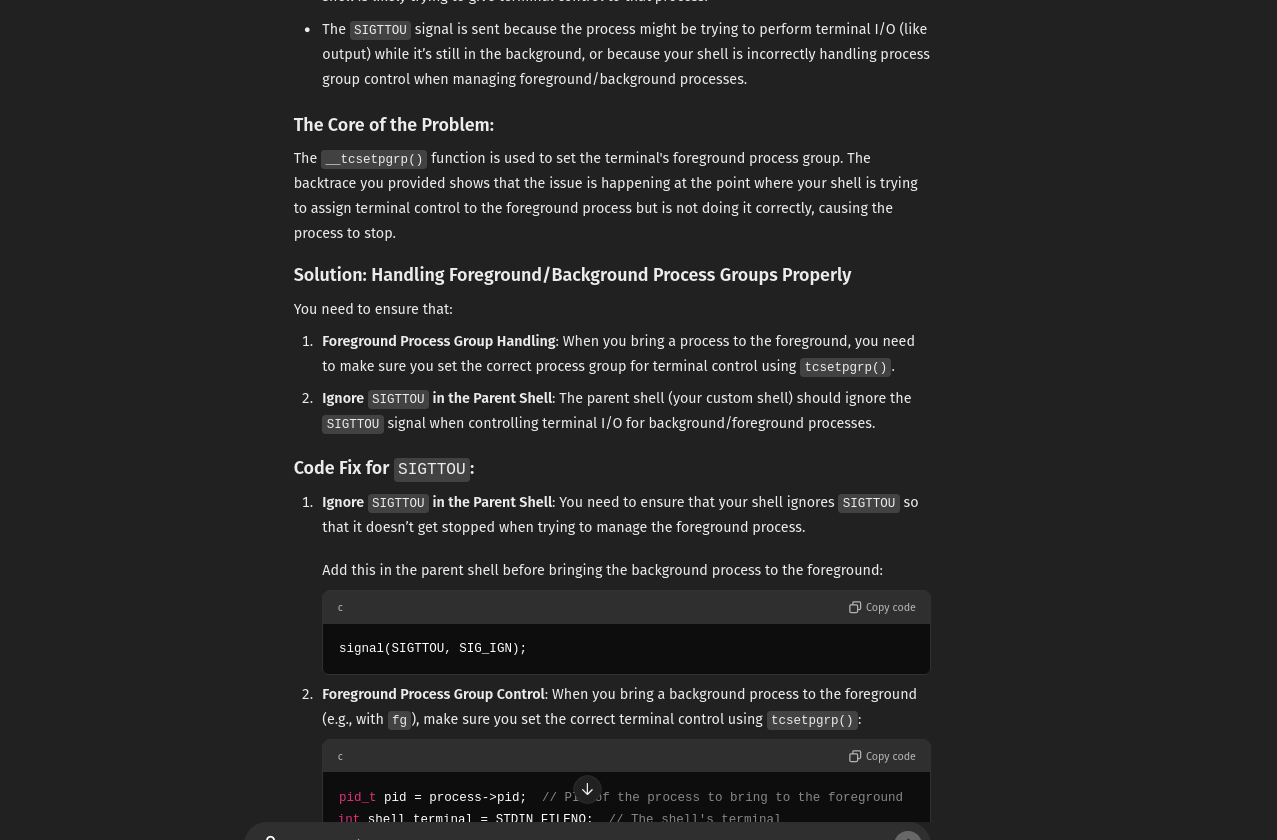 The SIGTTOU signal is sent because the process might be trying to perform terminal I/O (like
output) while it’s still in the background, or because your shell is incorrectly handling process
group control when managing foreground/background processes.
The Core of the Problem:
The __tcsetpgrp() function is used to set the terminal's foreground process group. The
backtrace you provided shows that the issue is happening at the point where your shell is trying
to assign terminal control to the foreground process but is not doing it correctly, causing the
process to stop.
Solution: Handling Foreground/Background Process Groups Properly
You need to ensure that:
1. Foreground Process Group Handling: When you bring a process to the foreground, you need
to make sure you set the correct process group for terminal control using tcsetpgrp().
2. Ignore SIGTTOU in the Parent Shell: The parent shell (your custom shell) should ignore the
SIGTTOU signal when controlling terminal I/O for background/foreground processes.
Code Fix for SIGTTOU:
1. Ignore SIGTTOU in the Parent Shell: You need to ensure that your shell ignores SIGTTOU so
that it doesn’t get stopped when trying to manage the foreground process.
Add this in the parent shell before bringing the background process to the foreground:
c Copy code
signal(SIGTTOU, SIG_IGN);
2. Foreground Process Group Control: When you bring a background process to the foreground
(e.g., with fg), make sure you set the correct terminal control using tcsetpgrp():
c Copy code
pid_t pid = process->pid; // of the process to bring to the foreground
int shell_terminal = STDIN_FILENO; // The shell's terminal